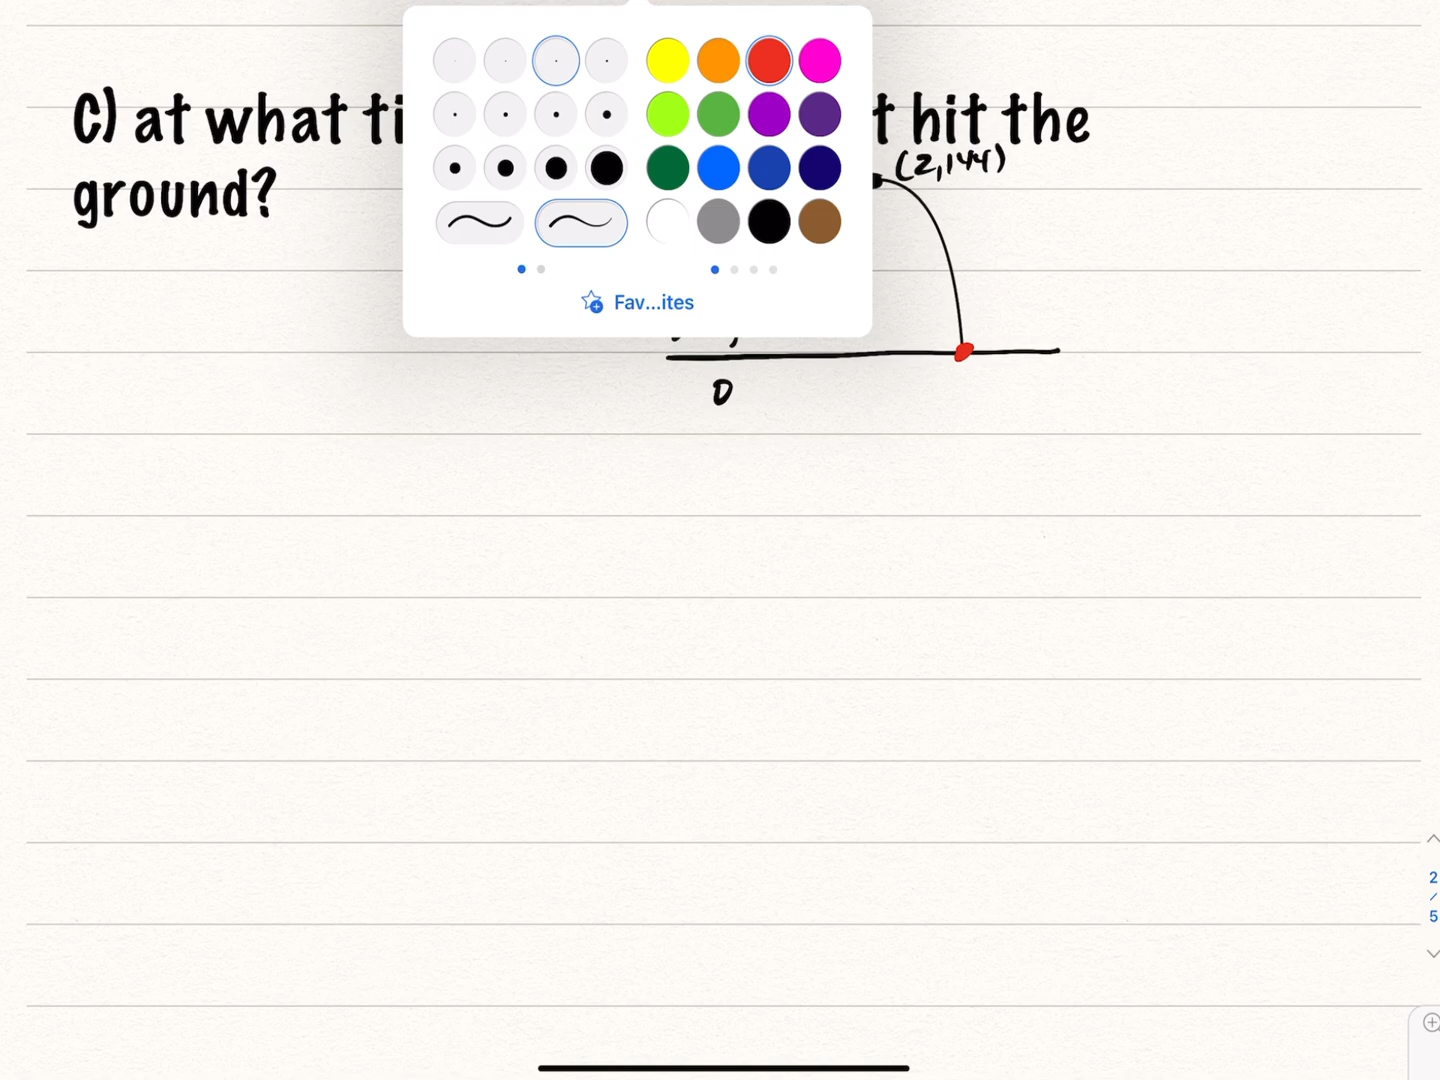 C) at what ti t hit the
ground?
(2,144)
Fav...ites
0
2
/
5